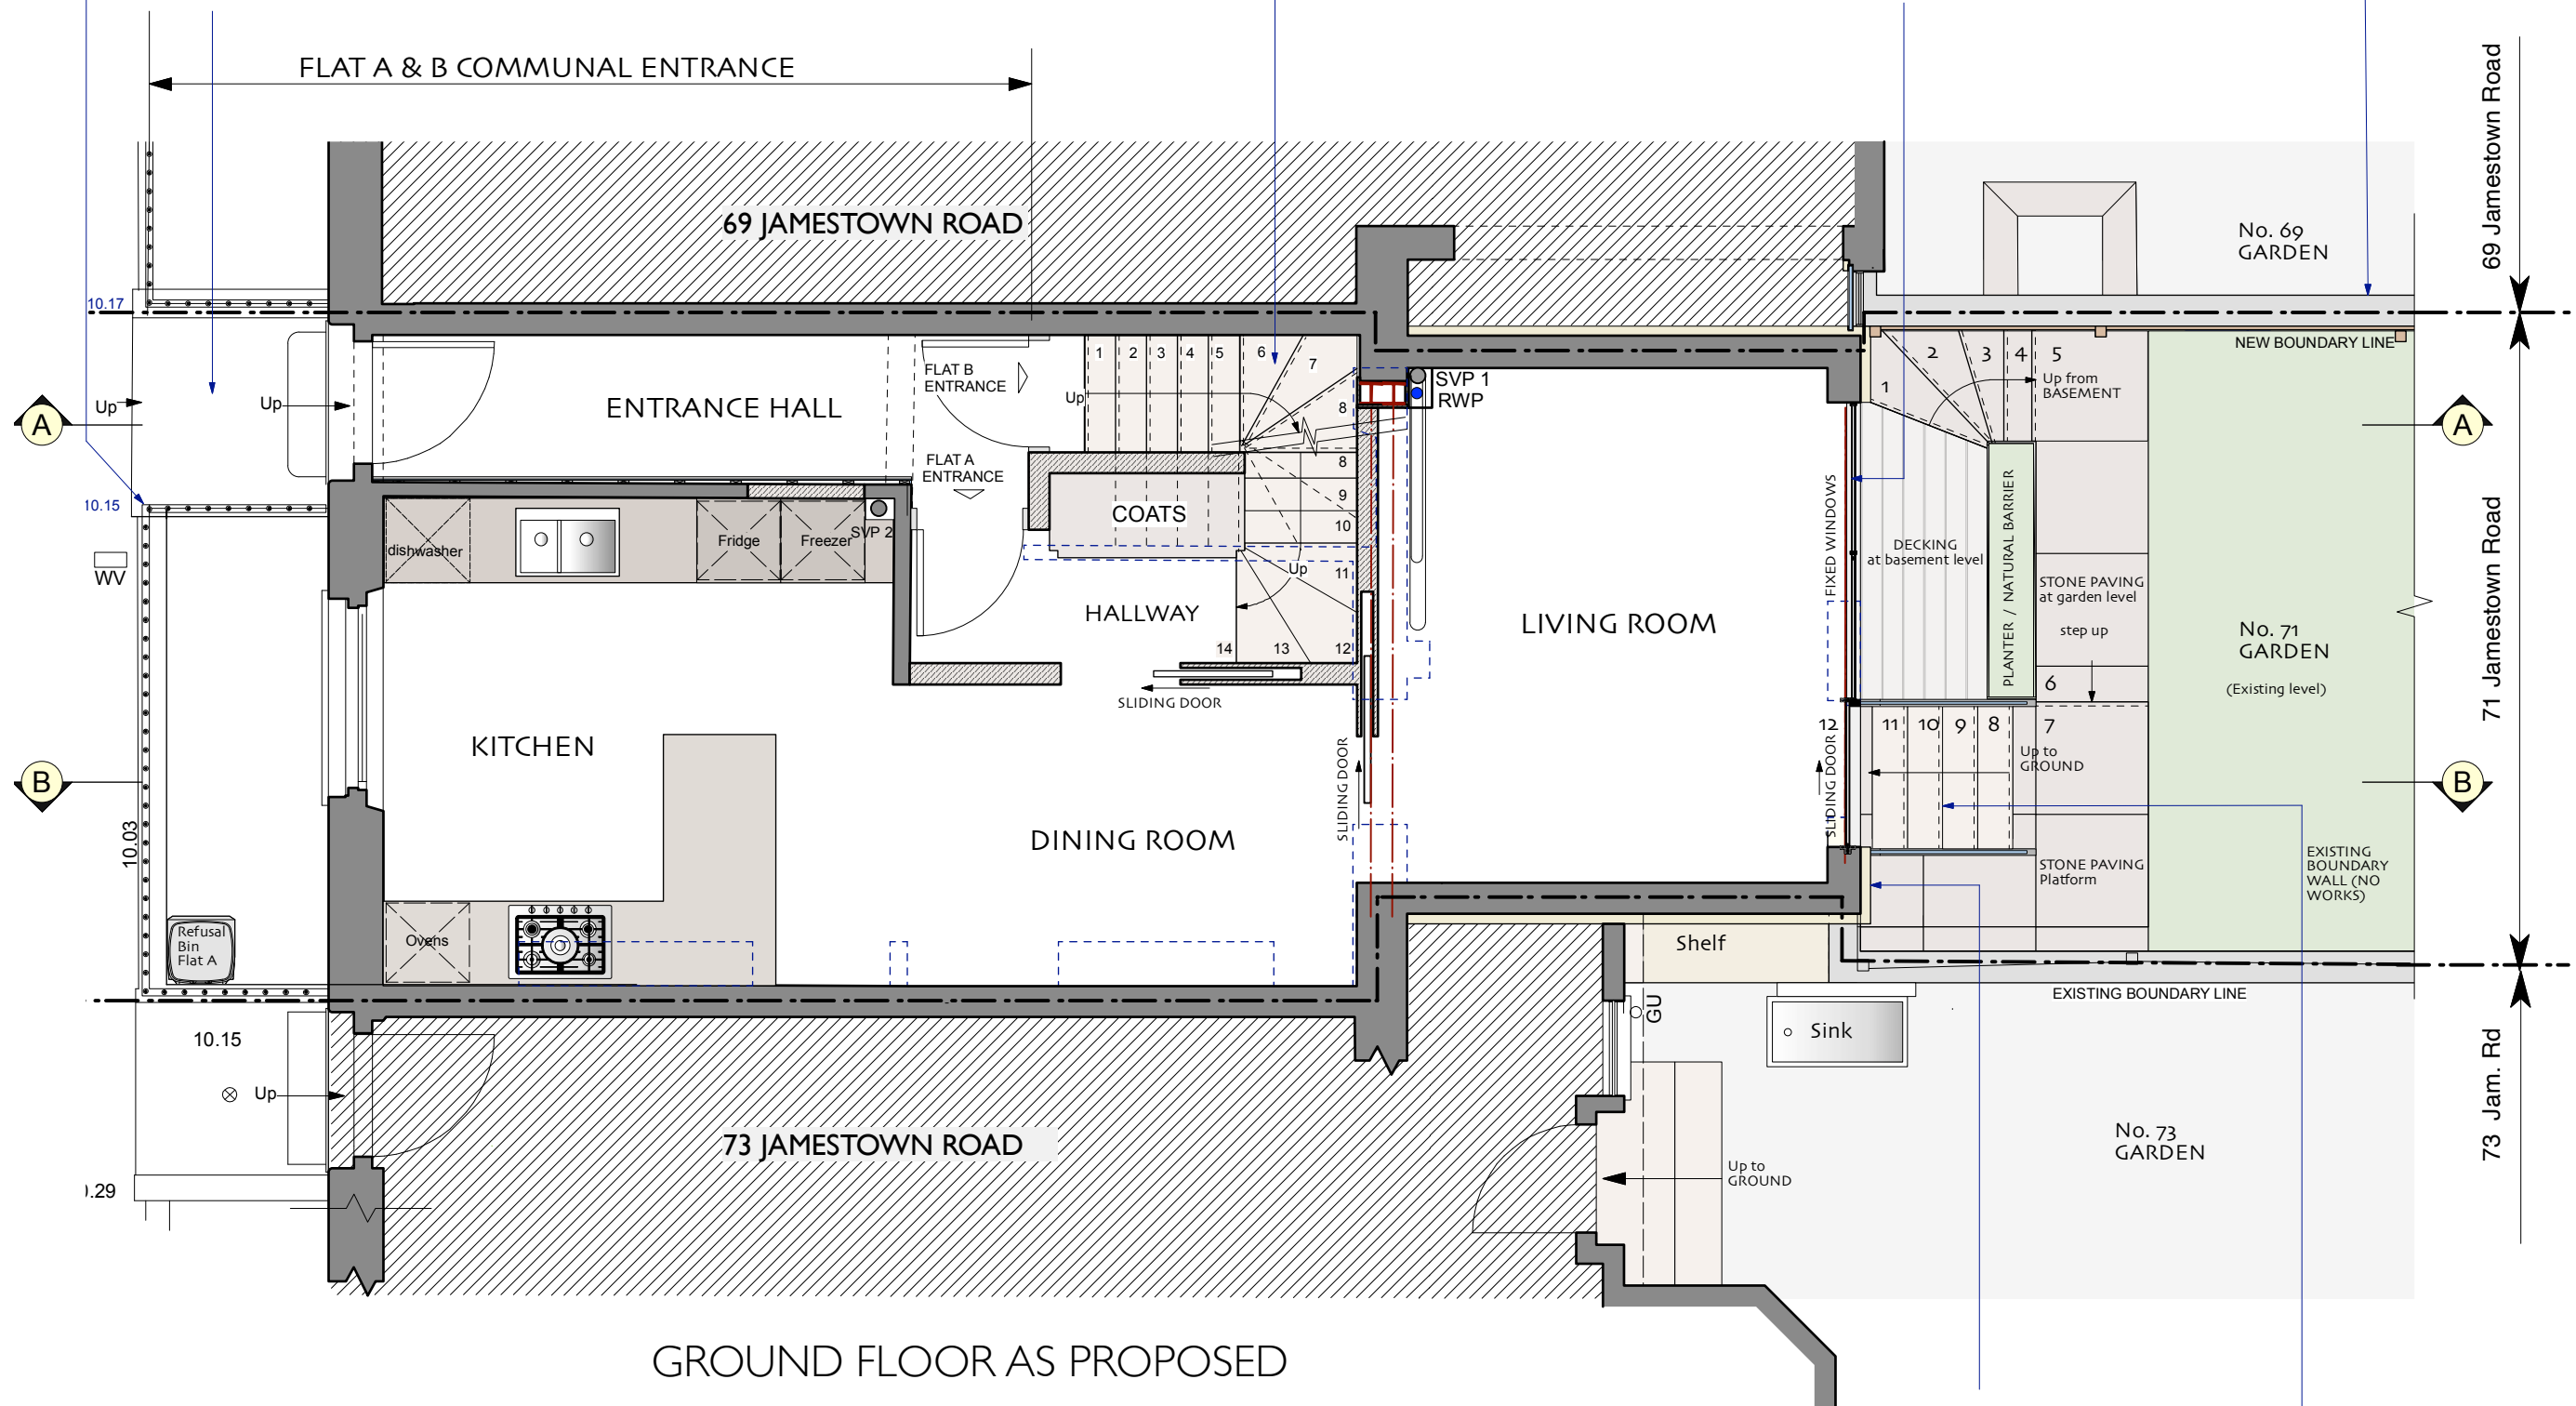 FLAT A & B COMMUNAL ENTRANCE
69 Jamestown Road
69 JAMESTOWN ROAD
No. 69
GARDEN
10.17
NEW BOUNDARY LINE
1 2 3 4 5 6 7
8
FLAT B
ENTRANCE
SVP 1
RWP
1 2 3 4 5
Up from
BASEMENT
Up
Up
Up
ENTRANCE HALL
A
A
FLAT A
ENTRANCE
8
9
10
11
12
13
14
10.15
COATS
SVP 2
dishwasher
Fridge
Freezer
WV
Up
HALLWAY
LIVING ROOM
FIXED WINDOWS
DECKING
at basement level
PLANTER / NATURAL BARRIER
STONE PAVING
at garden level
step up
6
No. 71
GARDEN
(Existing level)
71 Jamestown Road
SLIDING DOOR
KITCHEN
SLIDING DOOR
SLIDING DOOR
12 11 10 9 8 7
Up to
GROUND
B
B
10.03
DINING ROOM
STONE PAVING
Platform
EXISTING
BOUNDARY
WALL (NO
WORKS)
Refusal
Bin
Flat A
Ovens
Shelf
EXISTING BOUNDARY LINE
GU
Sink
10.15
Up
73 JAMESTOWN ROAD
Up to
GROUND
No. 73
GARDEN
73 Jam. Rd
).29
GROUND FLOOR AS PROPOSED